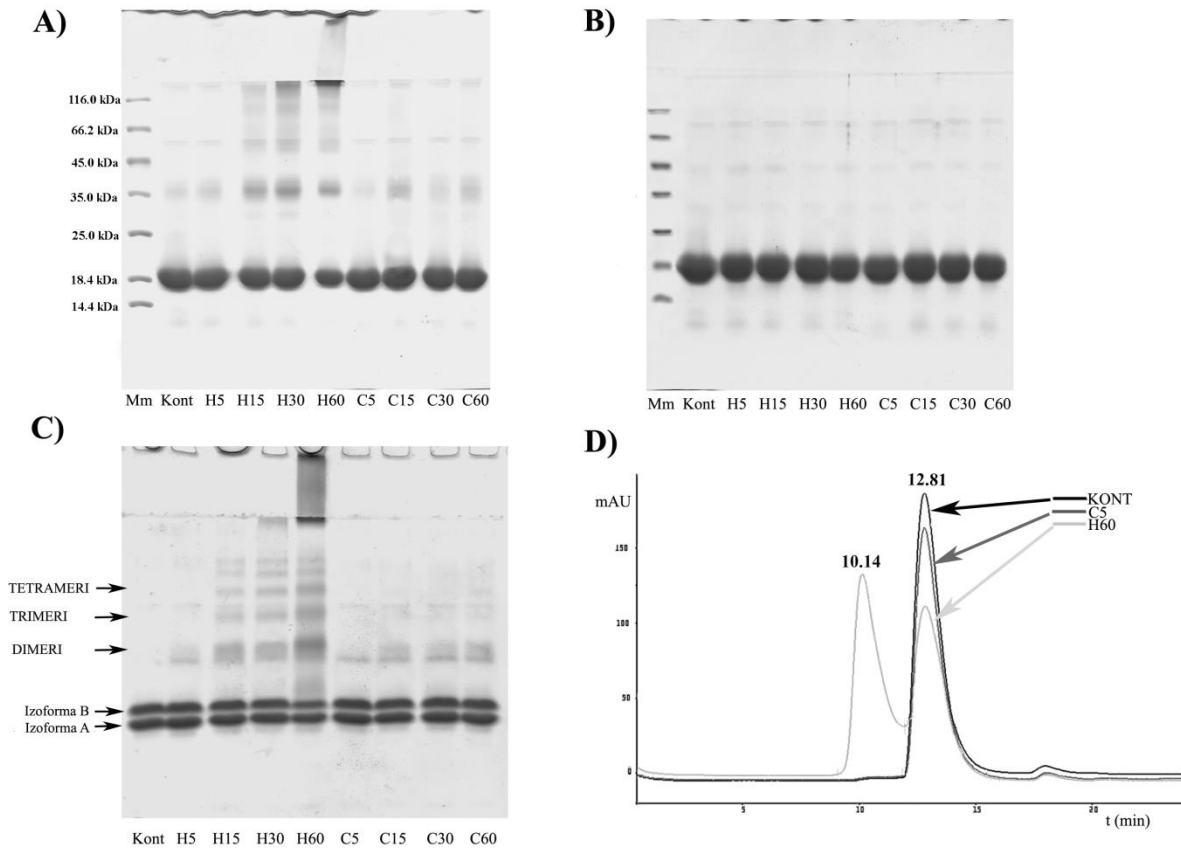 A)
116.0 kDa
66.2 kDa
45.0 kDa
35.0 kDa
25.0 kDa
18.4 kDa
14.4 kDa
Mm Kont H5 H15 H30 H60 C5 C15 C30 C60
B)
Mm Kont H5 H15 H30 H60 C5 C15 C30 C60
C)
TETRAMERI
TRIMERI
DIMERI
Izoforma B
Izoforma A
Kont H5 H15 H30 H60 C5 C15 C30 C60
D)
mAU
12.81
KONT
C5
H60
10.14
150
100
50
0
5 10 15 20
t (min)